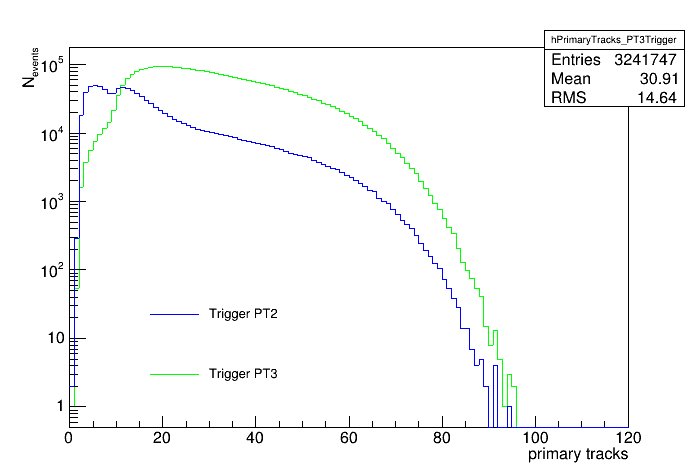 hPrimaryTracks_PT3Trigger
Entries 3241747
Mean 30.91
RMS 14.64
N_events
10^5
10^4
10^3
10^2
10
1
Trigger PT2
Trigger PT3
0 20 40 60 80 100 120
primary tracks